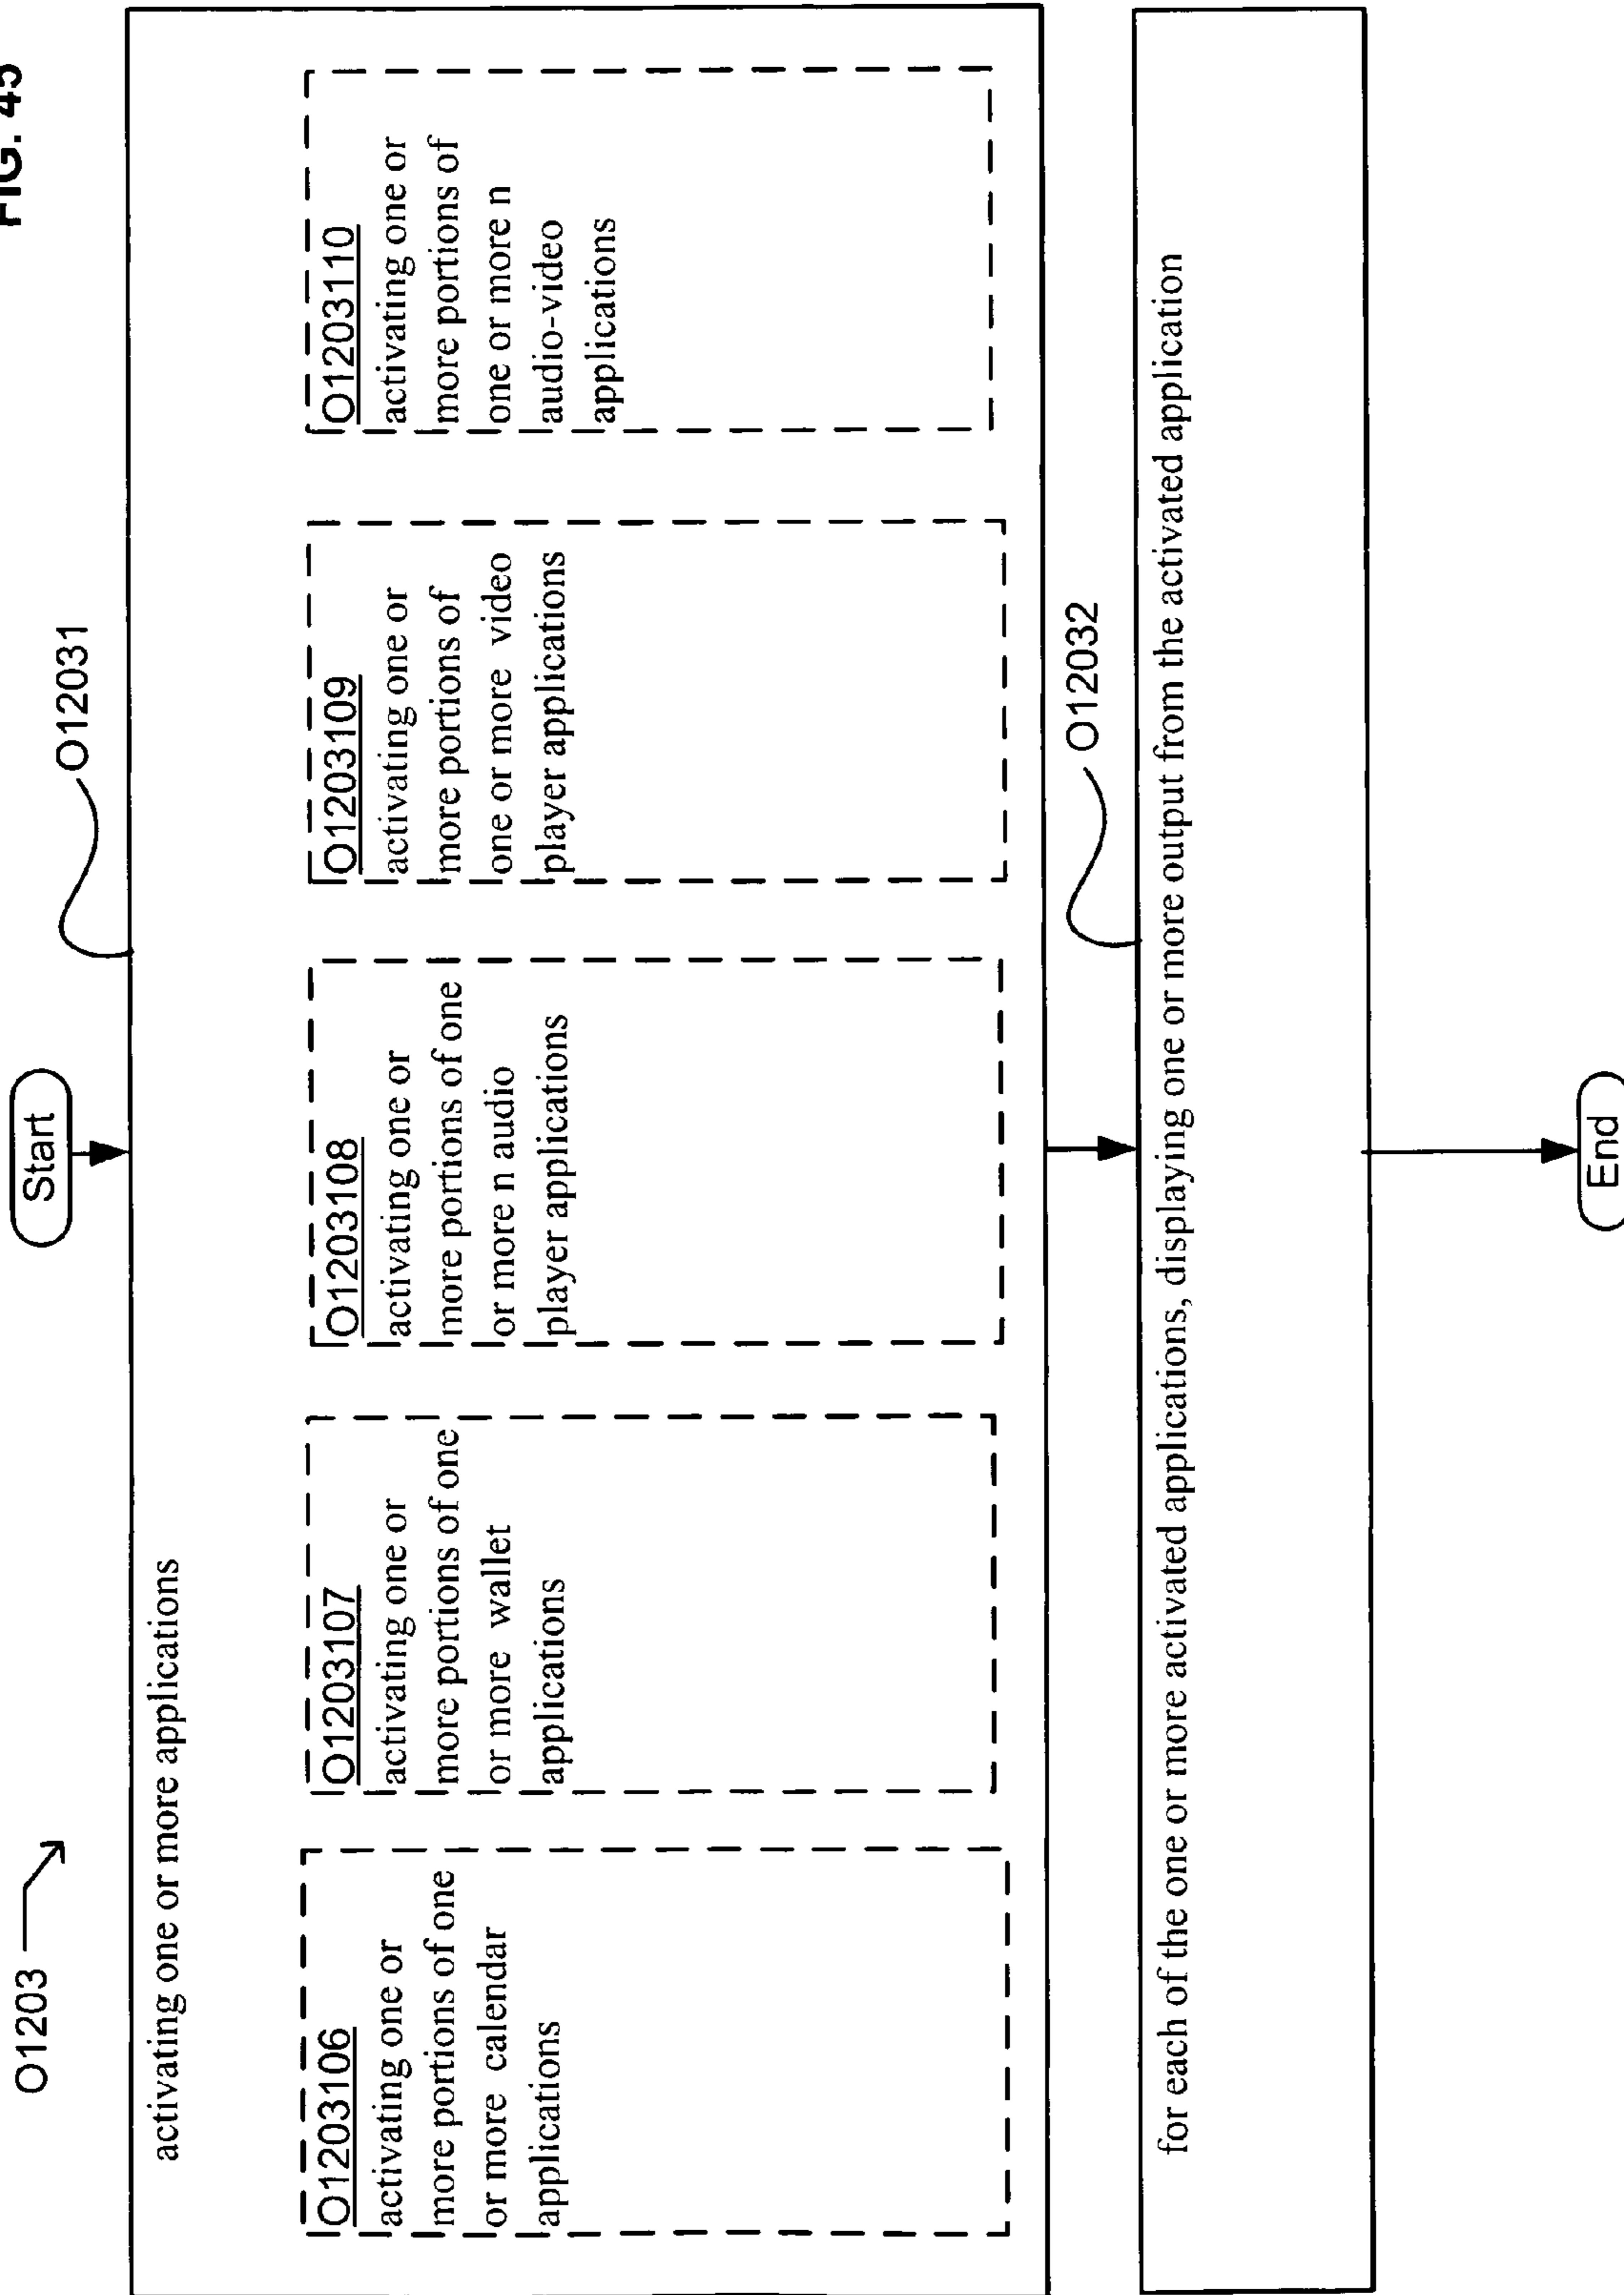 FIG.
O1203
Start
O12031
activating one or more applications
O1203106
activating one or
more portions of one
or more calendar
applications
O1203107
activating one or
more portions of one
or more wallet
applications
O1203108
activating one or
more portions of one
or more n audio
player applications
O1203109
activating one or
more portions of
one or more video
player applications
O1203110
activating one or
more portions of
one or more n
audio-video
applications
O12032
for each of the one or more activated applications, displaying one or more output from the activated application
End